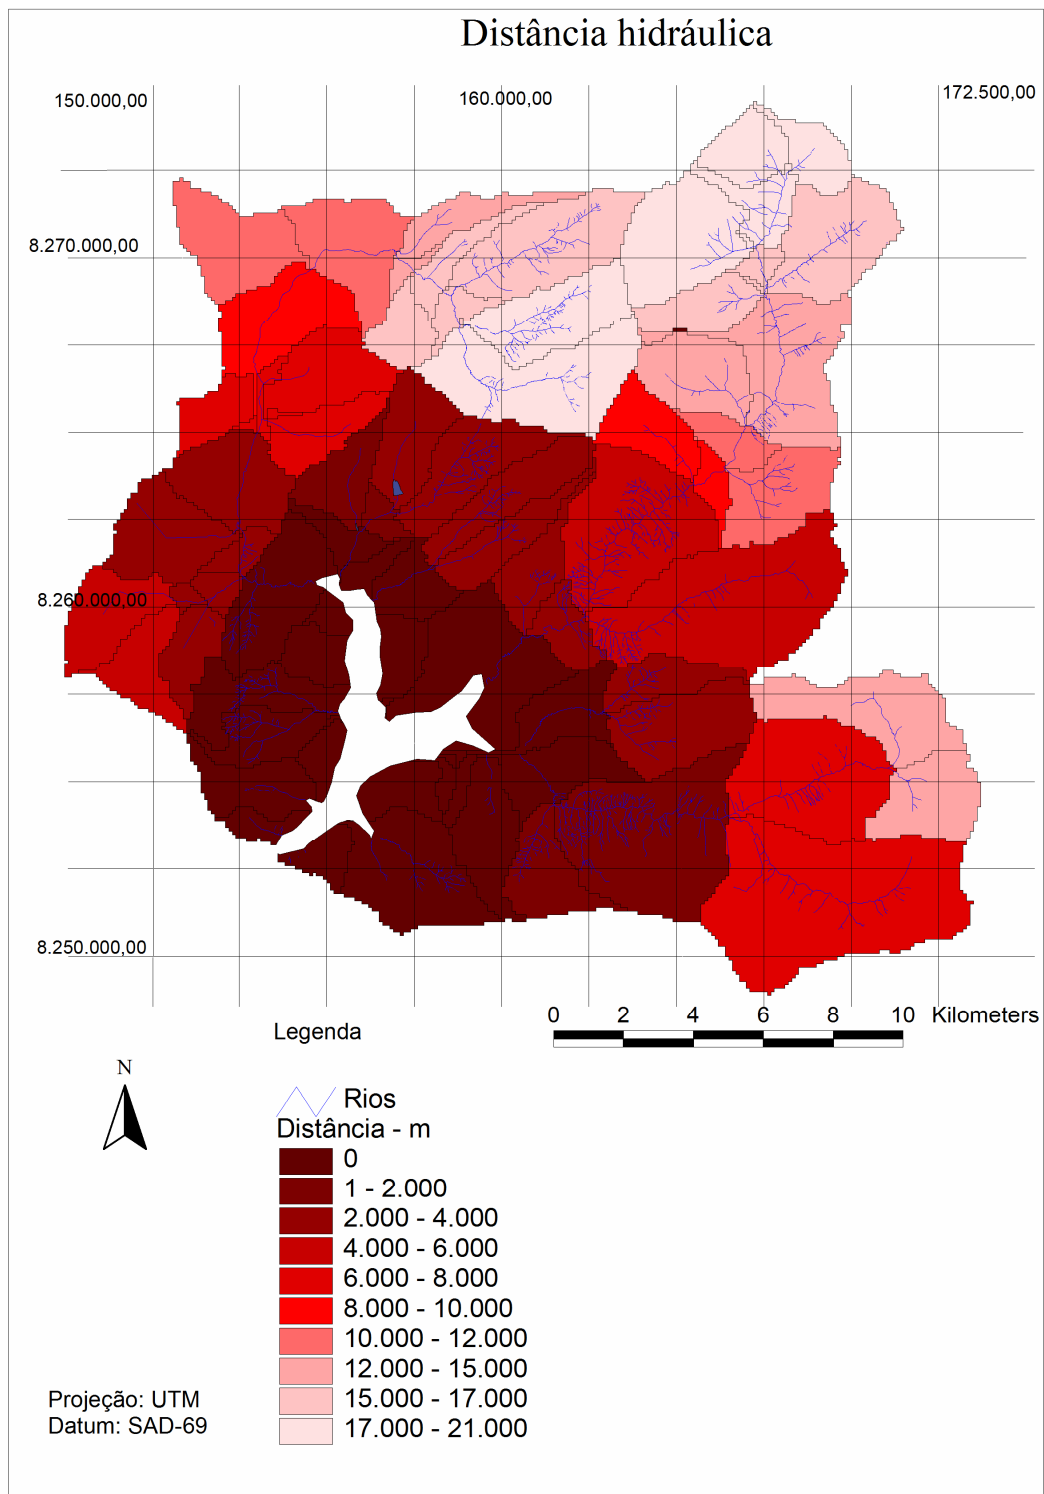 Distância hidráulica
150.000,00
160.000,00
172.500,00
8.270.000,00
8.260.000,00
8.250.000,00
0 2 4 6 8 10 Kilometers
Legenda
N
Rios
Distância - m
0
1 - 2.000
2.000 - 4.000
4.000 - 6.000
6.000 - 8.000
8.000 - 10.000
10.000 - 12.000
12.000 - 15.000
15.000 - 17.000
17.000 - 21.000
Projeção: UTM
Datum: SAD-69